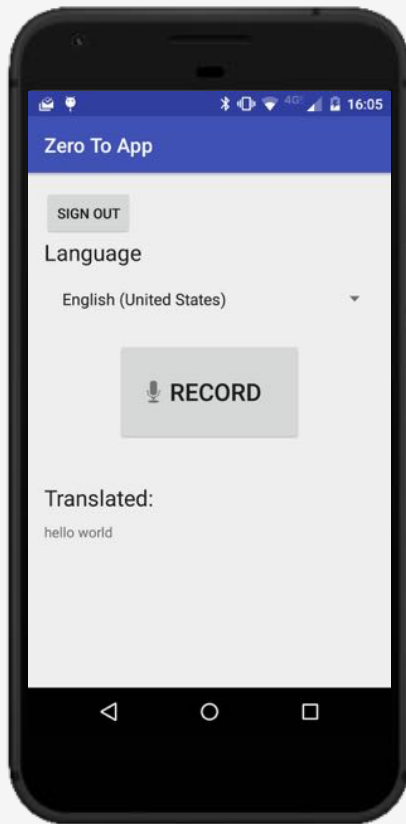 4G 16:05
Zero To App
SIGN OUT
Language
English (United States)
RECORD
Translated:
hello world